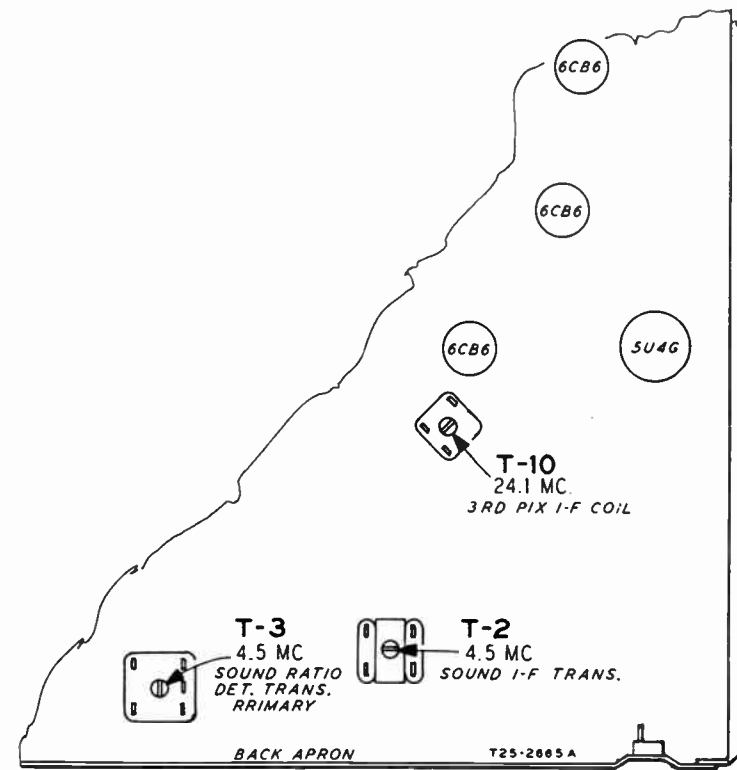 6CB6
6CB6
6CB6
5U4G
T-10
24.1 MC.
3RD PIX I-F COIL
T-3
4.5 MC
SOUND RATIO
DET. TRANS.
RRIMARY
T-2
4.5 MC
SOUND I-F TRANS.
BACK APRON
T25-2665A